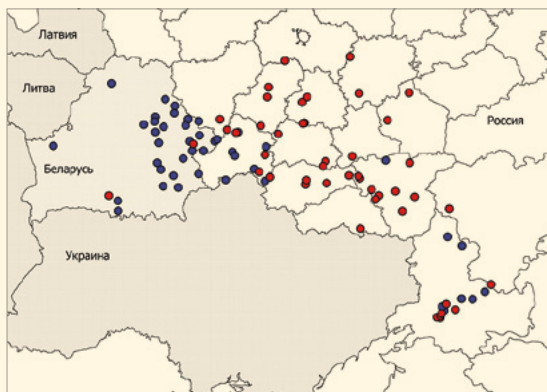 Латвия
Литва
Россия
Беларусь
Украина